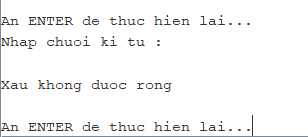 An ENTER de thuc hien lai...
Nhap chuoi ki tu :
Xau khong duoc rong
An ENTER de thuc hien lai...